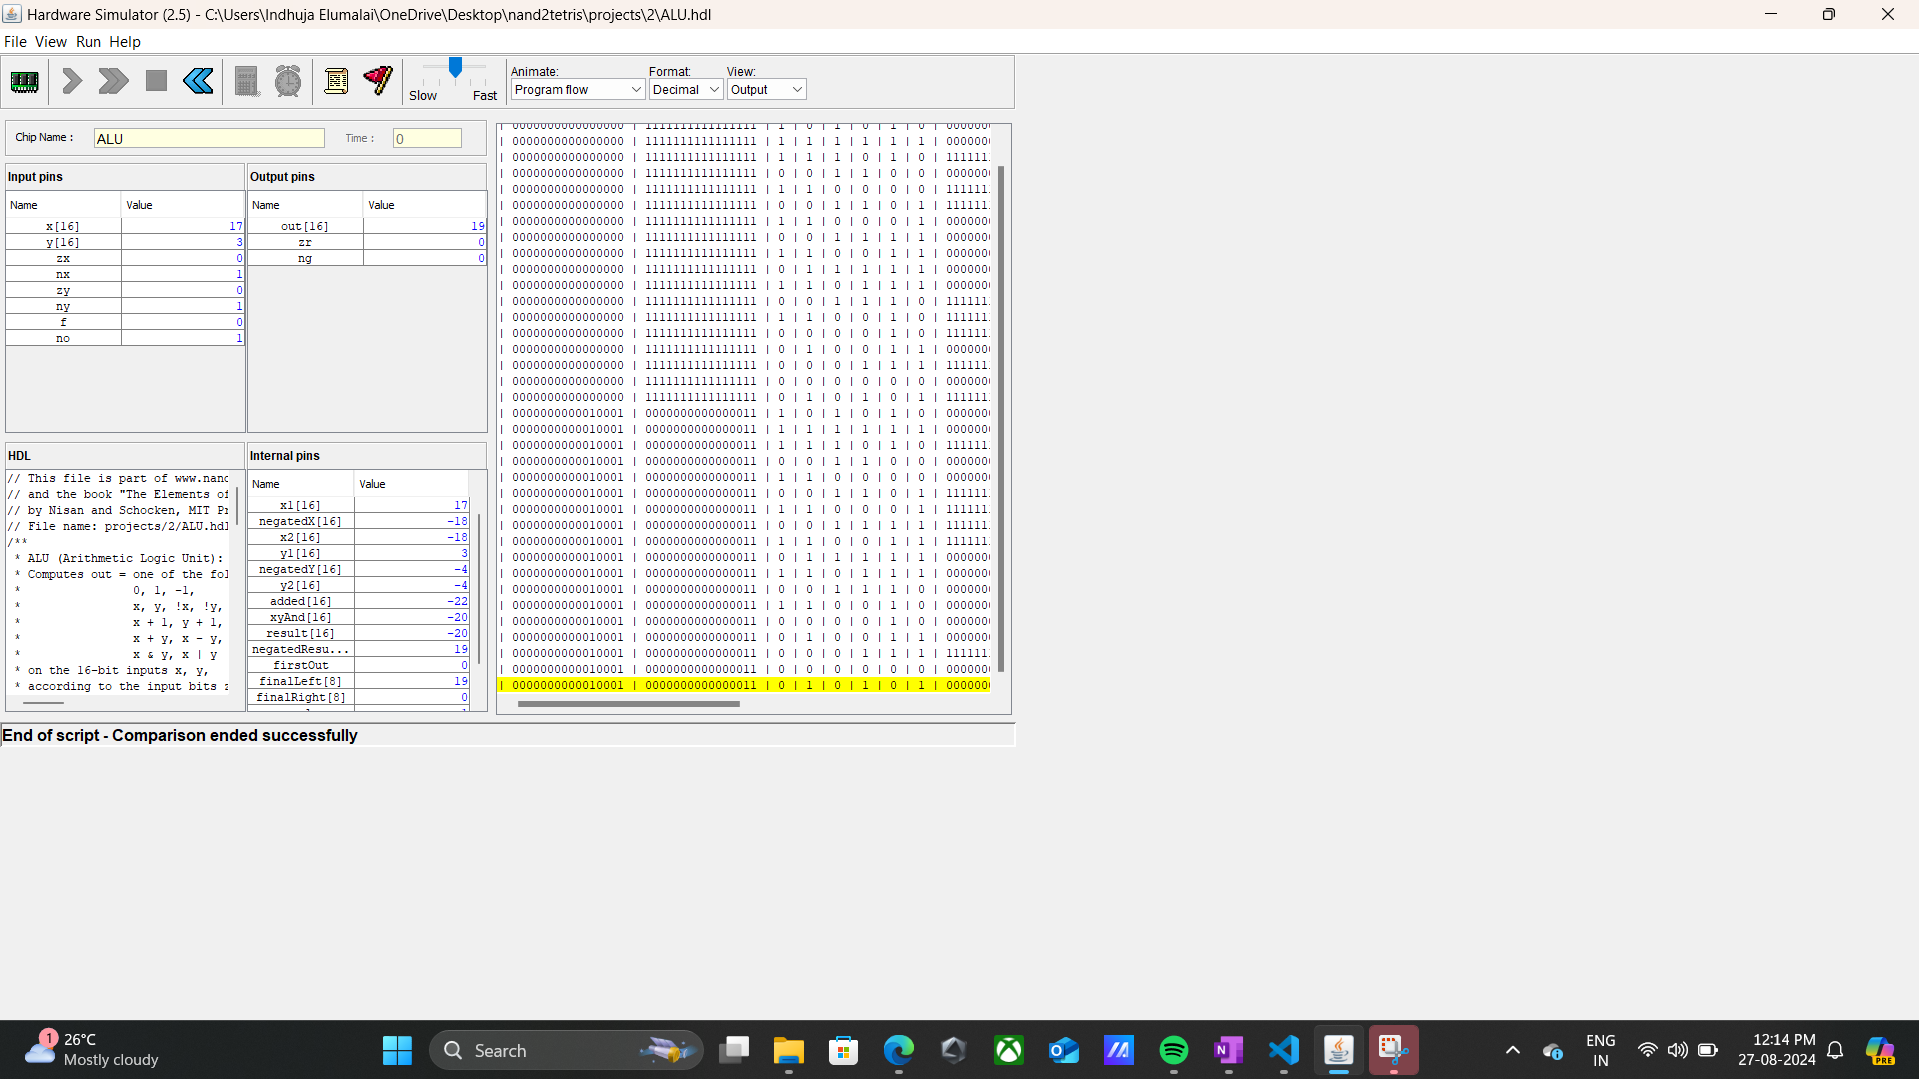 Hardware Simulator (2.5) - C:\Users\Indhuja Elumalai\OneDrive\Desktop\nand2tetris\projects\2\ALU.hdl
File View Run Help
Slow Fast
Animate: Format: View:
Program flow Decimal Output
Chip Name : ALU Time : 0
Input pins
Name Value
x[16] 17
y[16] 3
zx 0
nx 1
zy 0
ny 1
f 0
no 1
Output pins
Name Value
out[16] 19
zr 0
ng 0
HDL
// This file is part of www.nand
// and the book "The Elements of
// by Nisan and Schocken, MIT Pr
// File name: projects/2/ALU.hdl
/**
* ALU (Arithmetic Logic Unit):
* Computes out = one of the fol
* 0, 1, -1,
* x, y, !x, !y,
* x + 1, y + 1,
* x + y, x - y,
* x & y, x | y
* on the 16-bit inputs x, y,
* according to the input bits z
Internal pins
Name Value
x1[16] 17
negatedX[16] -18
x2[16] -18
y1[16] 3
negatedY[16] -4
y2[16] -4
added[16] -22
xyAnd[16] -20
result[16] -20
negatedResu... 19
firstOut 0
finalLeft[8] 19
finalRight[8] 0
| 0000000000000000 | 1111111111111111 | 1 | 0 | 1 | 0 | 1 | 0 | 000000
| 0000000000000000 | 1111111111111111 | 1 | 1 | 1 | 1 | 1 | 1 | 000000
| 0000000000000000 | 1111111111111111 | 1 | 1 | 1 | 0 | 1 | 0 | 111111
| 0000000000000000 | 1111111111111111 | 0 | 0 | 1 | 1 | 0 | 0 | 000000
| 0000000000000000 | 1111111111111111 | 1 | 1 | 0 | 0 | 0 | 0 | 111111
| 0000000000000000 | 1111111111111111 | 0 | 0 | 1 | 1 | 0 | 1 | 111111
| 0000000000000000 | 1111111111111111 | 1 | 1 | 0 | 0 | 0 | 1 | 000000
| 0000000000000000 | 1111111111111111 | 0 | 0 | 1 | 1 | 1 | 1 | 000000
| 0000000000000000 | 1111111111111111 | 1 | 1 | 0 | 0 | 1 | 1 | 000000
| 0000000000000000 | 1111111111111111 | 0 | 1 | 1 | 1 | 1 | 1 | 000000
| 0000000000000000 | 1111111111111111 | 1 | 1 | 0 | 1 | 1 | 1 | 000000
| 0000000000000000 | 1111111111111111 | 0 | 0 | 1 | 1 | 1 | 0 | 111111
| 0000000000000000 | 1111111111111111 | 1 | 1 | 0 | 0 | 1 | 0 | 111111
| 0000000000000000 | 1111111111111111 | 0 | 0 | 0 | 0 | 1 | 0 | 111111
| 0000000000000000 | 1111111111111111 | 0 | 1 | 0 | 0 | 1 | 1 | 000000
| 0000000000000000 | 1111111111111111 | 0 | 0 | 0 | 1 | 1 | 1 | 111111
| 0000000000000000 | 1111111111111111 | 0 | 0 | 0 | 0 | 0 | 0 | 000000
| 0000000000000000 | 1111111111111111 | 0 | 1 | 0 | 1 | 0 | 1 | 111111
| 0000000000010001 | 0000000000000011 | 1 | 0 | 1 | 0 | 1 | 0 | 000000
| 0000000000010001 | 0000000000000011 | 1 | 1 | 1 | 1 | 1 | 1 | 000000
| 0000000000010001 | 0000000000000011 | 1 | 1 | 1 | 0 | 1 | 0 | 111111
| 0000000000010001 | 0000000000000011 | 0 | 0 | 1 | 1 | 0 | 0 | 000000
| 0000000000010001 | 0000000000000011 | 1 | 1 | 0 | 0 | 0 | 0 | 000000
| 0000000000010001 | 0000000000000011 | 0 | 0 | 1 | 1 | 0 | 1 | 111111
| 0000000000010001 | 0000000000000011 | 1 | 1 | 0 | 0 | 0 | 1 | 111111
| 0000000000010001 | 0000000000000011 | 0 | 0 | 1 | 1 | 1 | 1 | 111111
| 0000000000010001 | 0000000000000011 | 1 | 1 | 0 | 0 | 1 | 1 | 111111
| 0000000000010001 | 0000000000000011 | 0 | 1 | 1 | 1 | 1 | 1 | 000000
| 0000000000010001 | 0000000000000011 | 1 | 1 | 0 | 1 | 1 | 1 | 000000
| 0000000000010001 | 0000000000000011 | 0 | 0 | 1 | 1 | 1 | 0 | 000000
| 0000000000010001 | 0000000000000011 | 1 | 1 | 0 | 0 | 1 | 0 | 000000
| 0000000000010001 | 0000000000000011 | 0 | 0 | 0 | 0 | 1 | 0 | 000000
| 0000000000010001 | 0000000000000011 | 0 | 1 | 0 | 0 | 1 | 1 | 000000
| 0000000000010001 | 0000000000000011 | 0 | 0 | 0 | 1 | 1 | 1 | 111111
| 0000000000010001 | 0000000000000011 | 0 | 0 | 0 | 0 | 0 | 0 | 000000
| 0000000000010001 | 0000000000000011 | 0 | 1 | 0 | 1 | 0 | 1 | 000000
End of script - Comparison ended successfully
1 26°C
Mostly cloudy
Search
PRE
ENG
IN
12:14 PM
27-08-2024